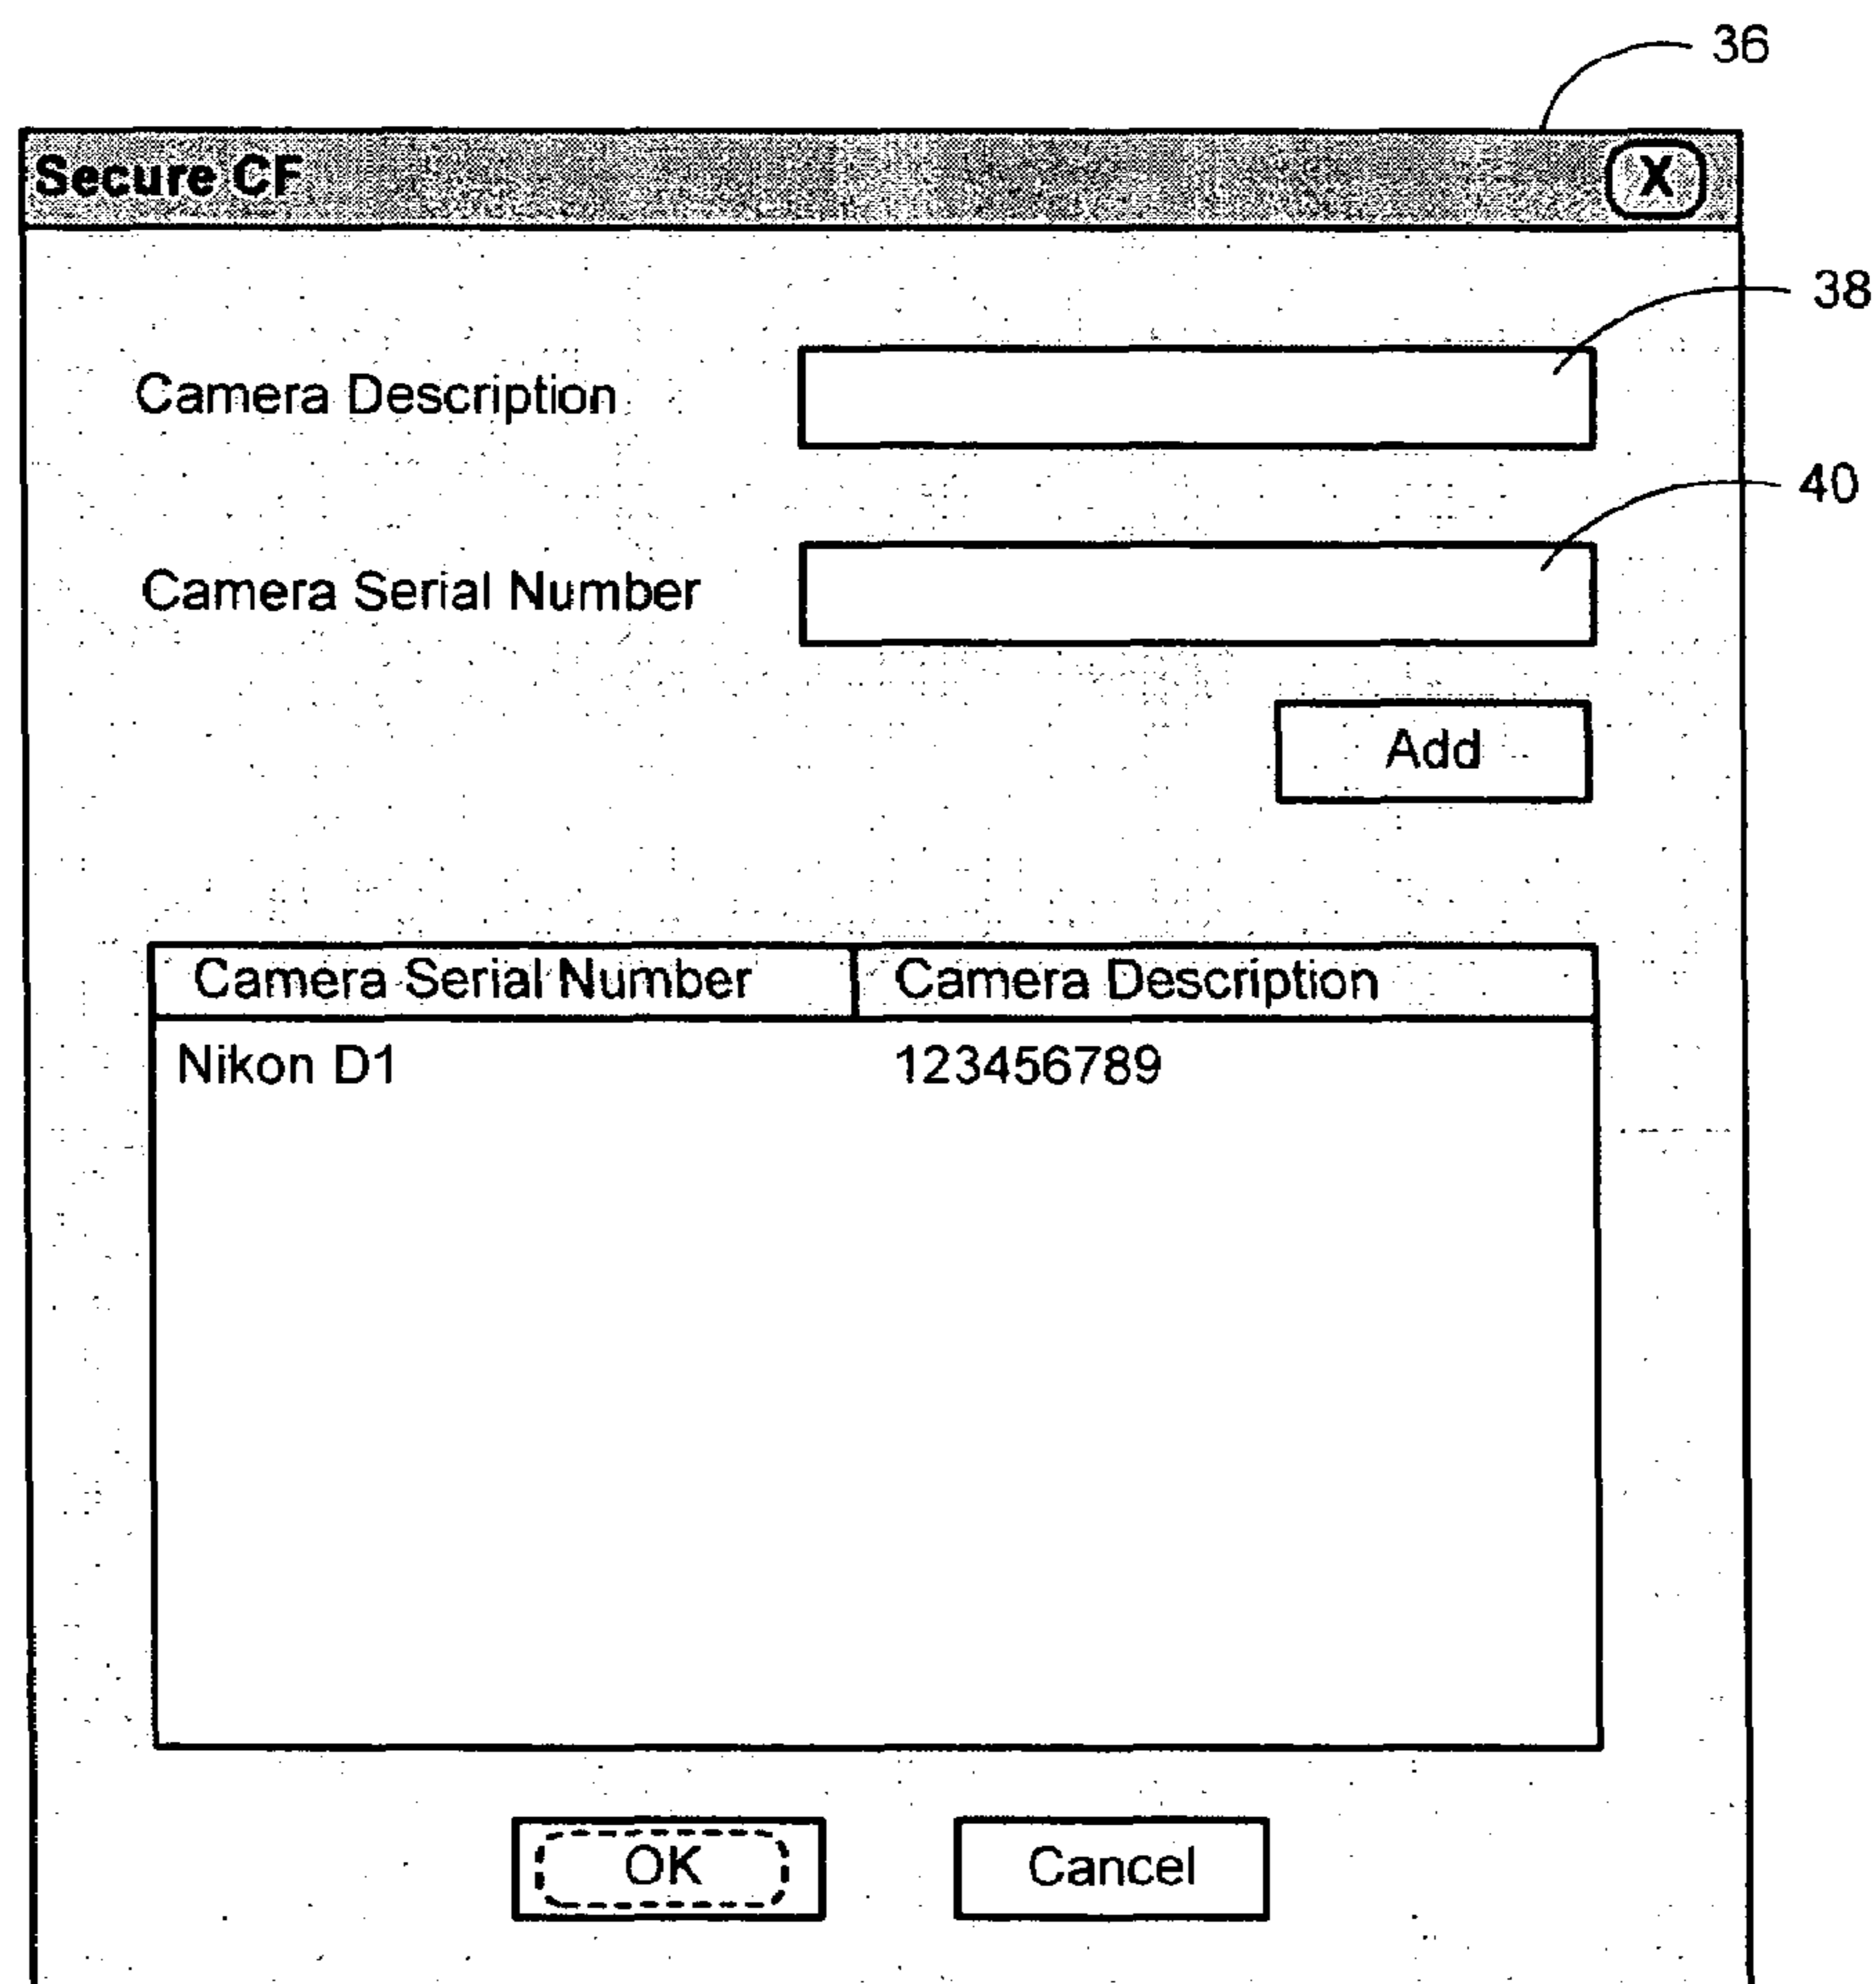 36
Secure CF X
38
Camera Description
40
Camera Serial Number
Add
Camera Serial Number Camera Description
Nikon D1 123456789
OK Cancel